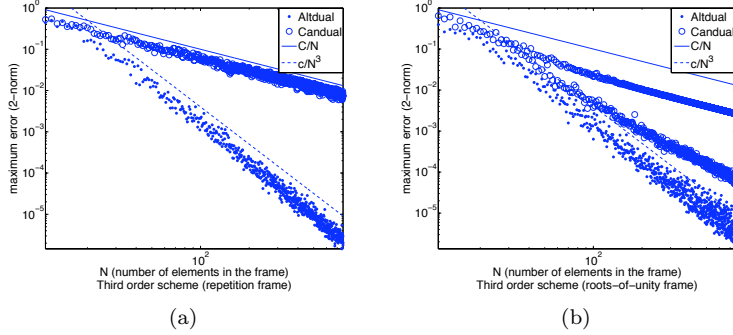 10^0
10^-1
10^-2
10^-3
10^-4
10^-5
maximum error (2-norm)
Altdual
Candual
C/N
c/N^3
10^2
N (number of elements in the frame)
Third order scheme (repetition frame)
(a)
10^0
10^-1
10^-2
10^-3
10^-4
10^-5
maximum error (2-norm)
Altdual
Candual
C/N
c/N^3
10^2
N (number of elements in the frame)
Third order scheme (roots-of-unity frame)
(b)